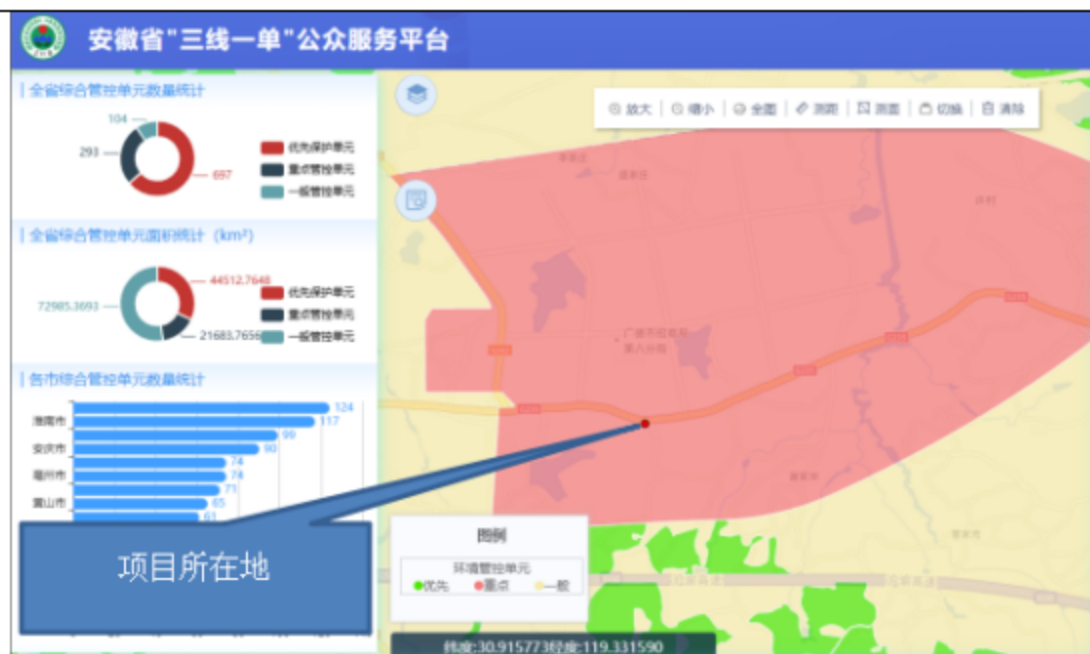 安徽省"三线一单"公众服务平台
全省综合管控单元数量统计
104
293
697
优先保护单元
重点管控单元
一般管控单元
全省综合管控单元面积统计 (km²)
44512.7648
72985.3693
21683.7656
优先保护单元
重点管控单元
一般管控单元
各市综合管控单元数量统计
124
淮南市 117
99
安庆市 90
74
亳州市 74
71
黄山市 65
61
项目所在地
放大 缩小 全图 测距 测面 切换 清除
许村
第八分局
图例
环境管控单元
优先 重点 一般
纬度:30.915773经度:119.331590